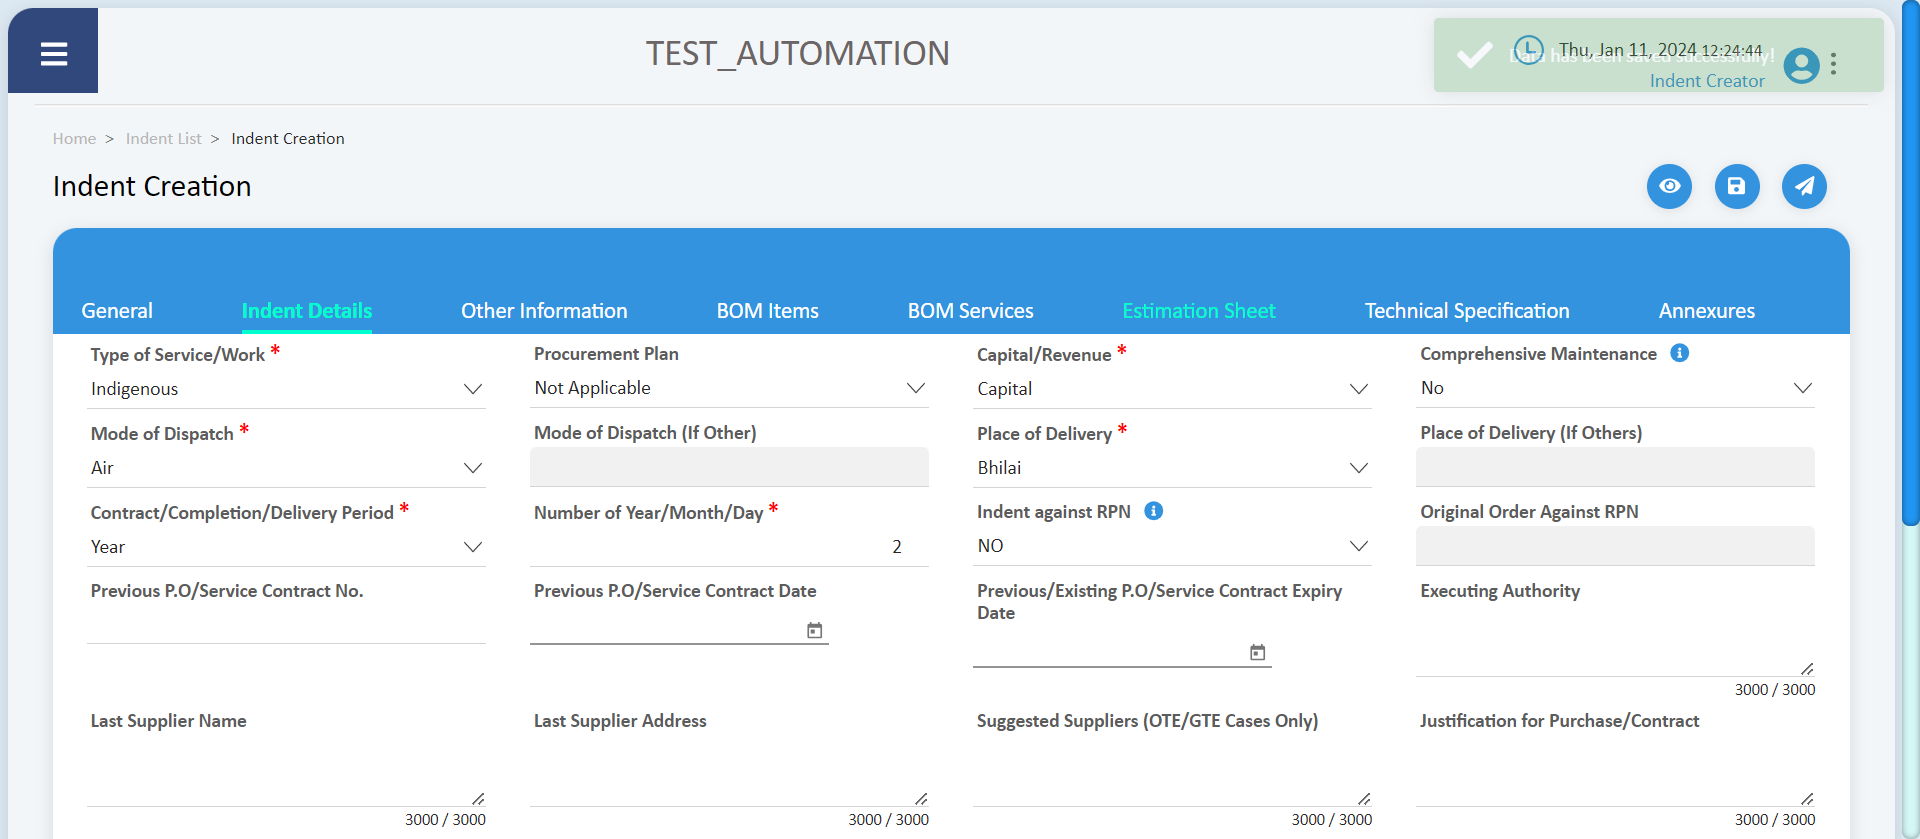 TEST_AUTOMATION
Thu, Jan 11, 2024 12:24:44
Data has been saved successfully!
Indent Creator
Home > Indent List > Indent Creation
Indent Creation
General Indent Details Other Information BOM Items BOM Services Estimation Sheet Technical Specification Annexures
Type of Service/Work * Procurement Plan Capital/Revenue * Comprehensive Maintenance
Indigenous Not Applicable Capital No
Mode of Dispatch * Mode of Dispatch (If Other) Place of Delivery * Place of Delivery (If Others)
Air Bhilai
Contract/Completion/Delivery Period * Number of Year/Month/Day * Indent against RPN Original Order Against RPN
Year 2 NO
Previous P.O/Service Contract No. Previous P.O/Service Contract Date Previous/Existing P.O/Service Contract Expiry Executing Authority
Date
3000 / 3000
Last Supplier Name Last Supplier Address Suggested Suppliers (OTE/GTE Cases Only) Justification for Purchase/Contract
3000 / 3000 3000 / 3000 3000 / 3000 3000 / 3000